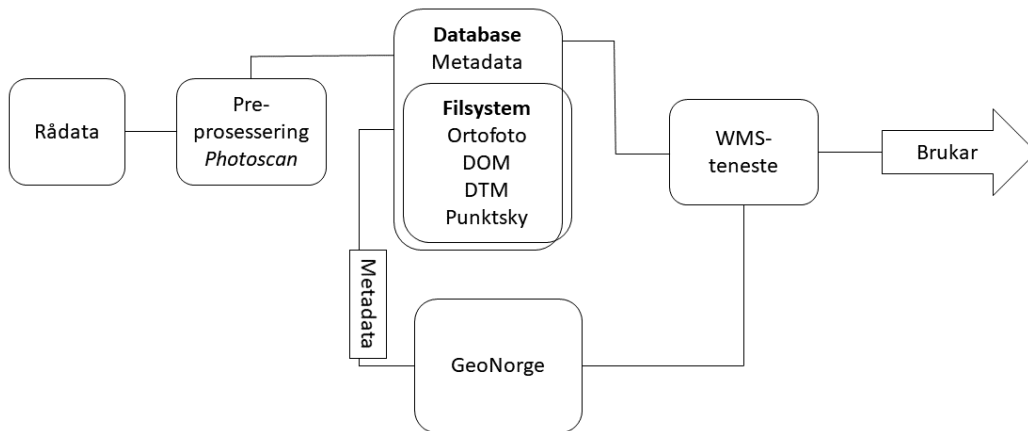 Rådata
Pre-
prosessering
Photoscan
Database
Metadata
Filsystem
Ortofoto
DOM
DTM
Punktsky
Metadata
GeoNorge
WMS-
teneste
Brukar